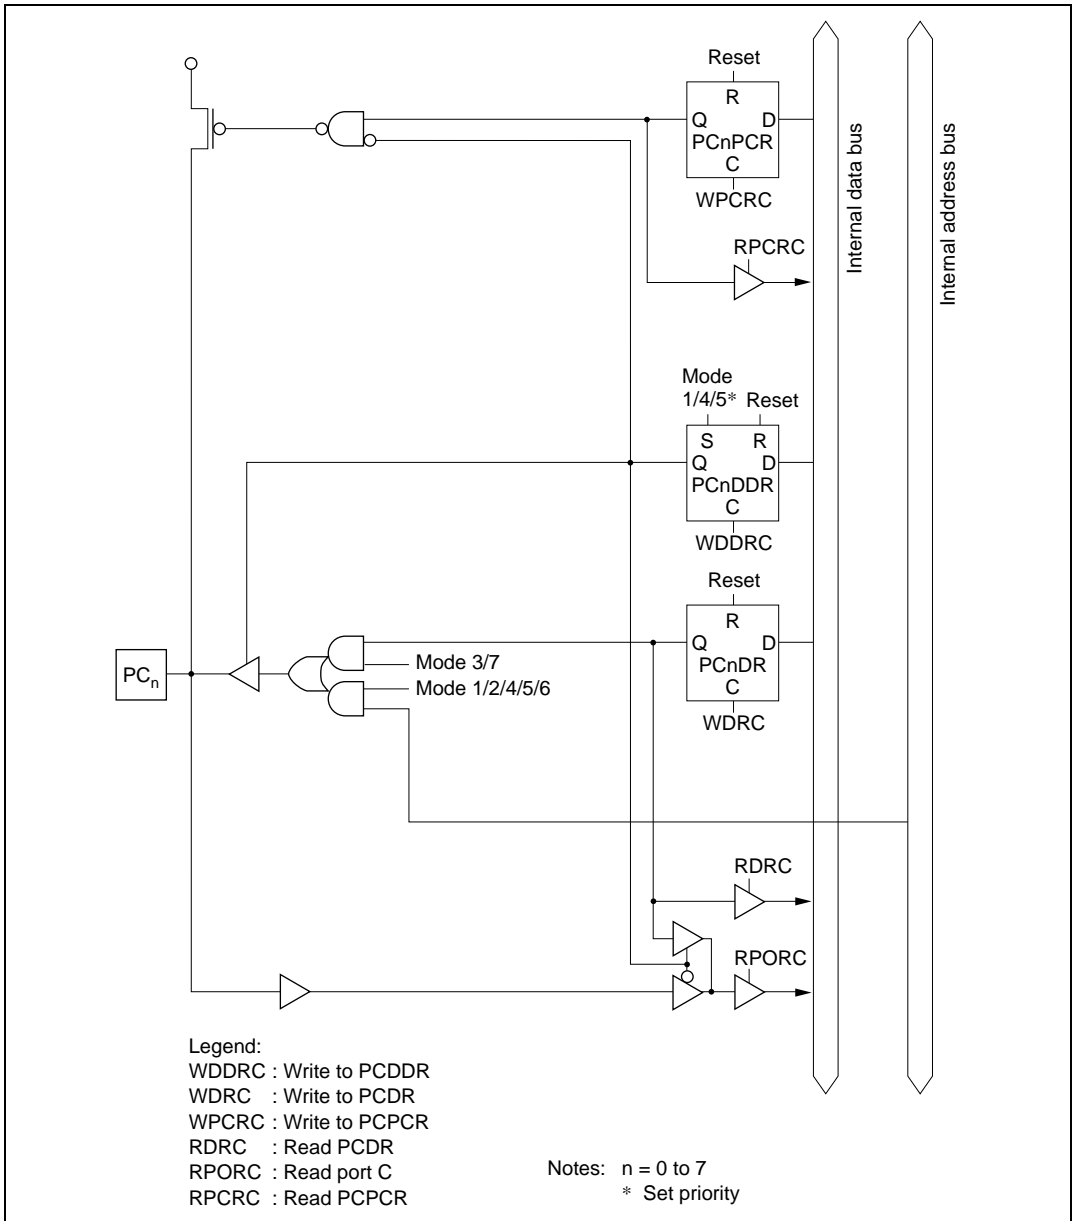 Reset
R
Q D
PCnPCR
C
WPCRC
RPCRC
Internal data bus
Internal address bus
Mode
1/4/5* Reset
S R
Q D
PCnDDR
C
WDDRC
Reset
R
Q D
PCnDR
C
WDRC
PCn
Mode 3/7
Mode 1/2/4/5/6
RDRC
RPORC
Legend:
WDDRC : Write to PCDDR
WDRC : Write to PCDR
WPCRC : Write to PCPCR
RDRC : Read PCDR
RPORC : Read port C
RPCRC : Read PCPCR
Notes: n = 0 to 7
* Set priority